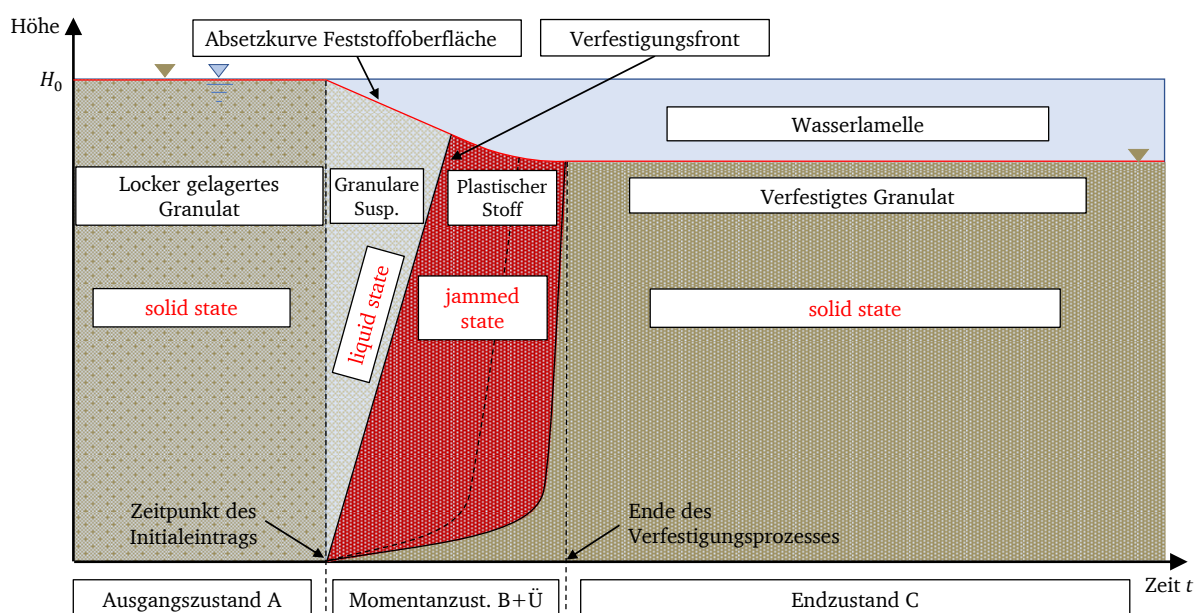 Höhe
Absetzkurve Feststoffoberfläche
Verfestigungsfront
H₀
Wasserlamelle
Locker gelagertes
Granulat
Granulare
Susp.
Plastischer
Stoff
Verfestigtes Granulat
solid state
liquid state
jammed
state
solid state
Zeitpunkt des
Initialeintrags
Ende des
Verfestigungsprozesses
Zeit t
Ausgangszustand A
Momentanzust. B+Ü
Endzustand C